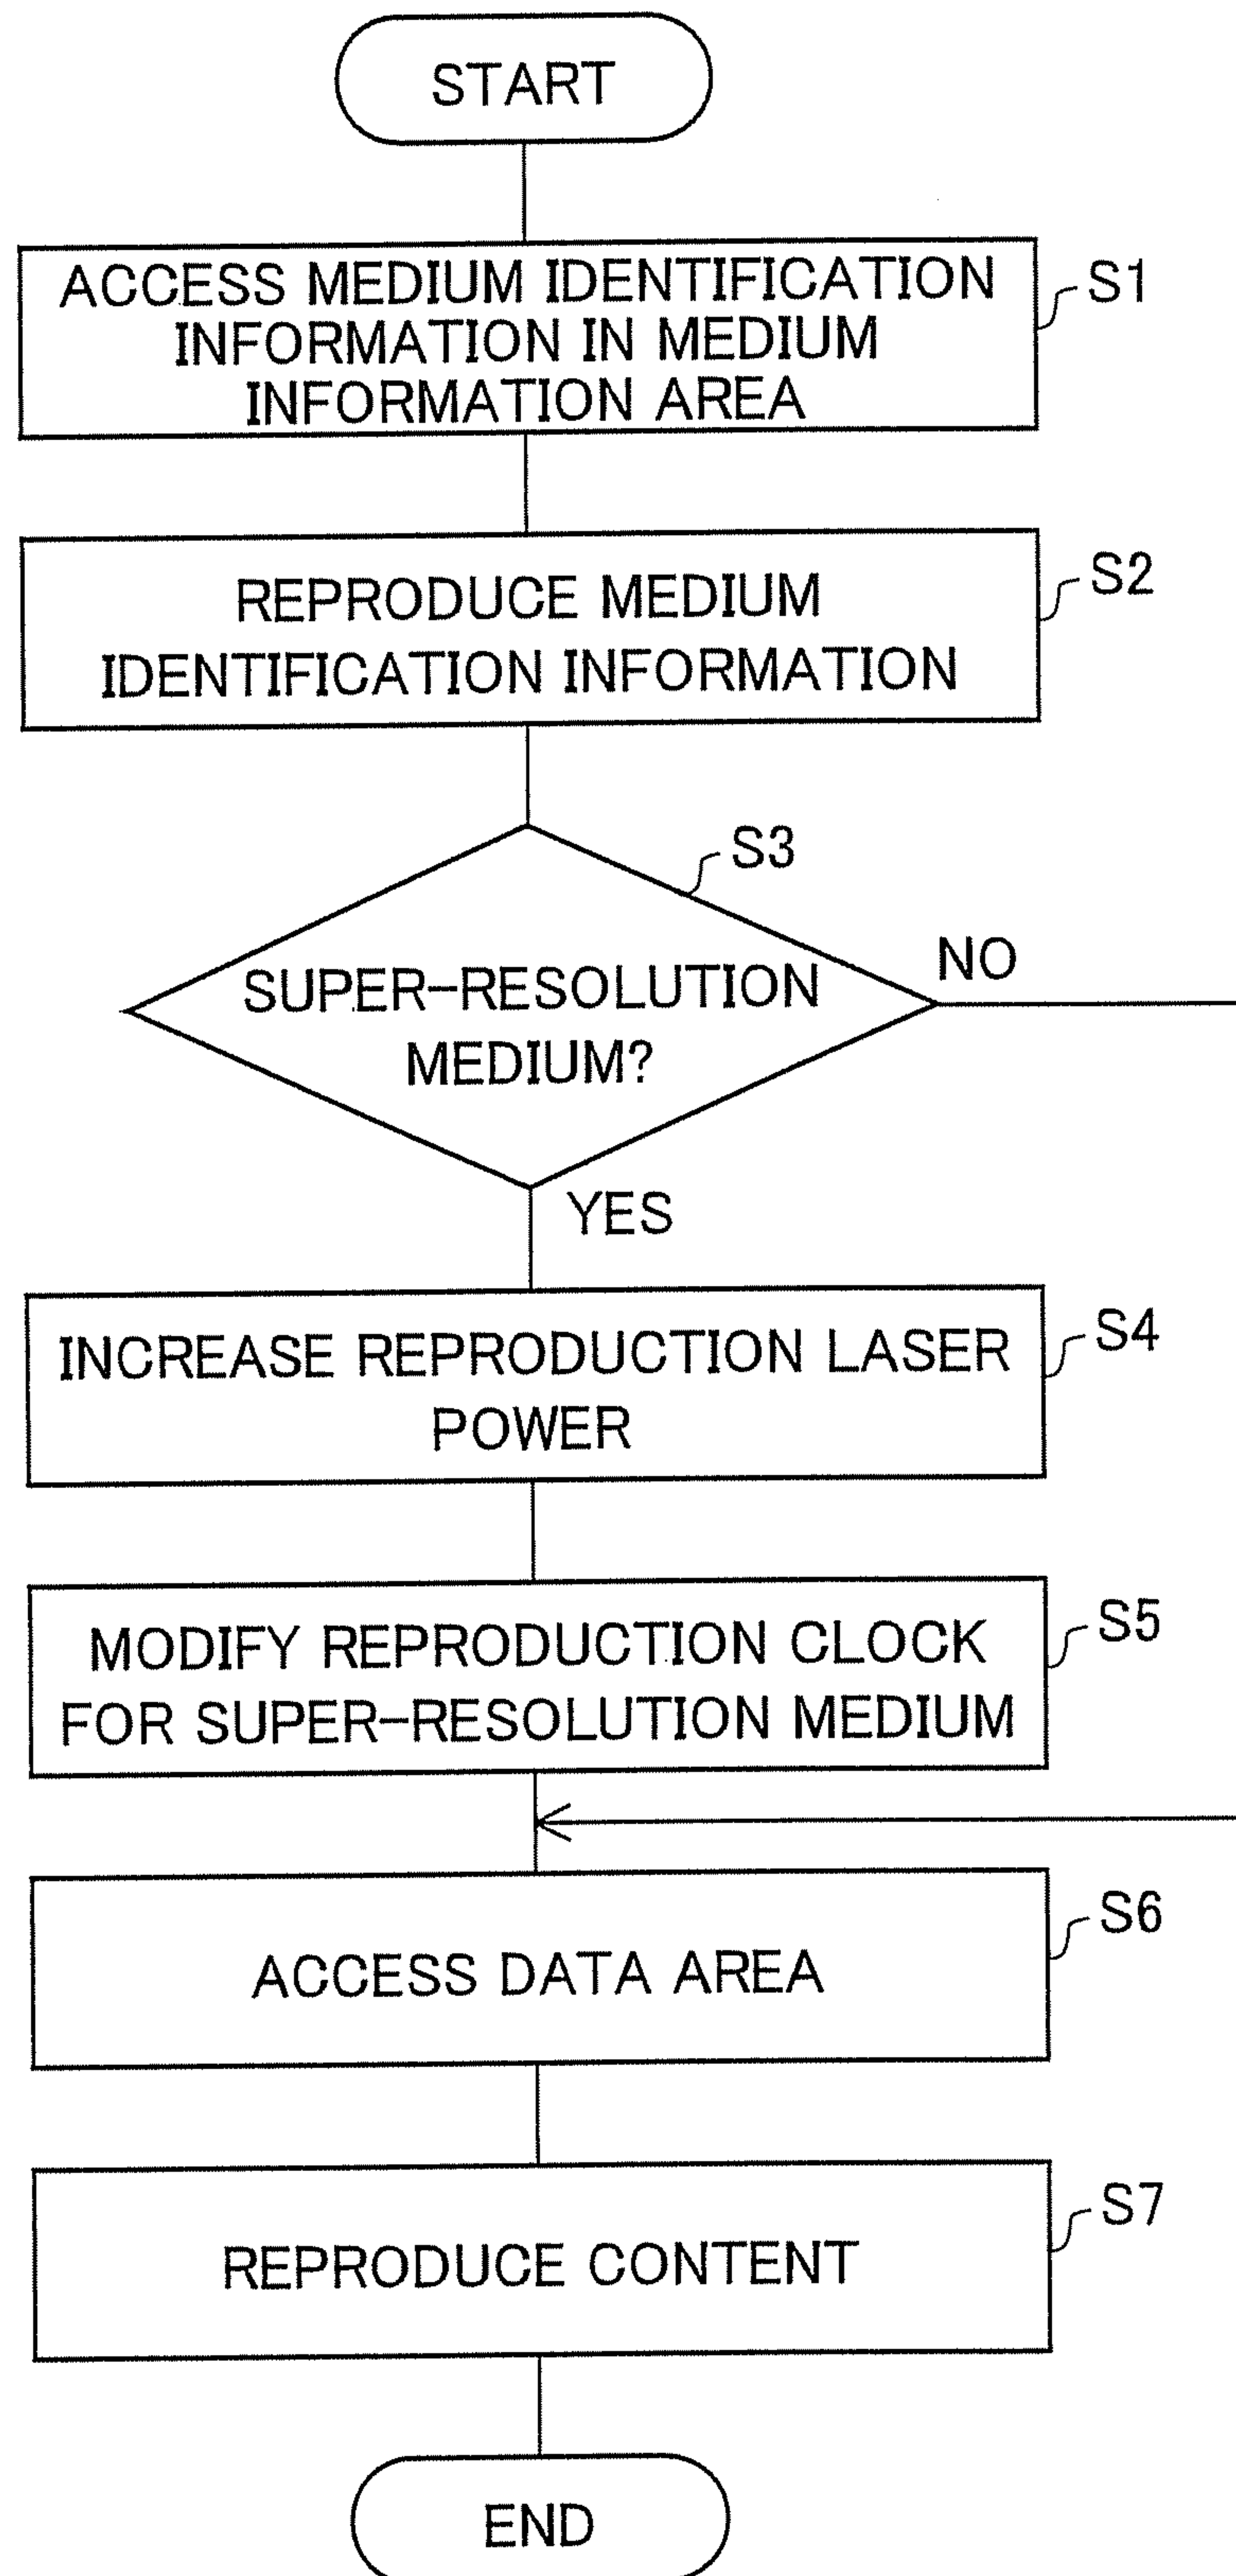 START
ACCESS MEDIUM IDENTIFICATION
INFORMATION IN MEDIUM
INFORMATION AREA
S1
REPRODUCE MEDIUM
IDENTIFICATION INFORMATION
S2
S3
SUPER-RESOLUTION
MEDIUM?
NO
YES
INCREASE REPRODUCTION LASER
POWER
S4
MODIFY REPRODUCTION CLOCK
FOR SUPER-RESOLUTION MEDIUM
S5
ACCESS DATA AREA
S6
REPRODUCE CONTENT
S7
END